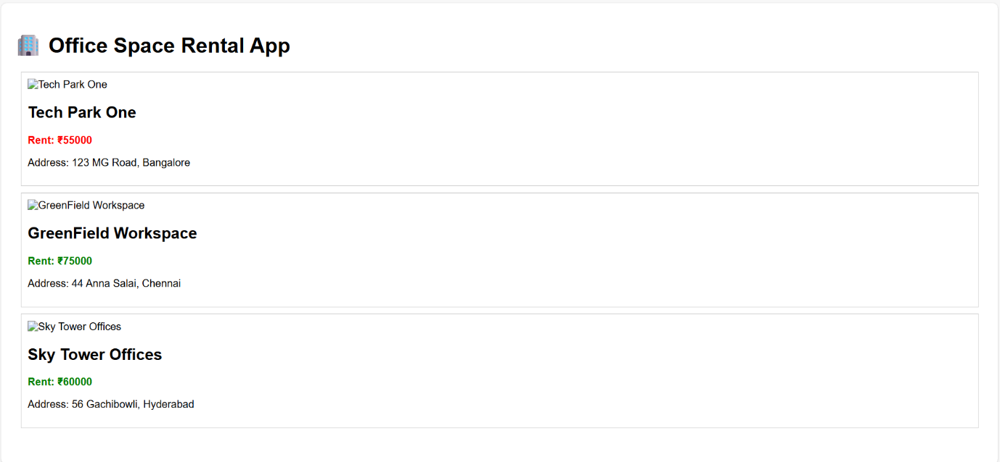 🏢 Office Space Rental App
Tech Park One
Tech Park One
Rent: ₹55000
Address: 123 MG Road, Bangalore
GreenField Workspace
GreenField Workspace
Rent: ₹75000
Address: 44 Anna Salai, Chennai
Sky Tower Offices
Sky Tower Offices
Rent: ₹60000
Address: 56 Gachibowli, Hyderabad